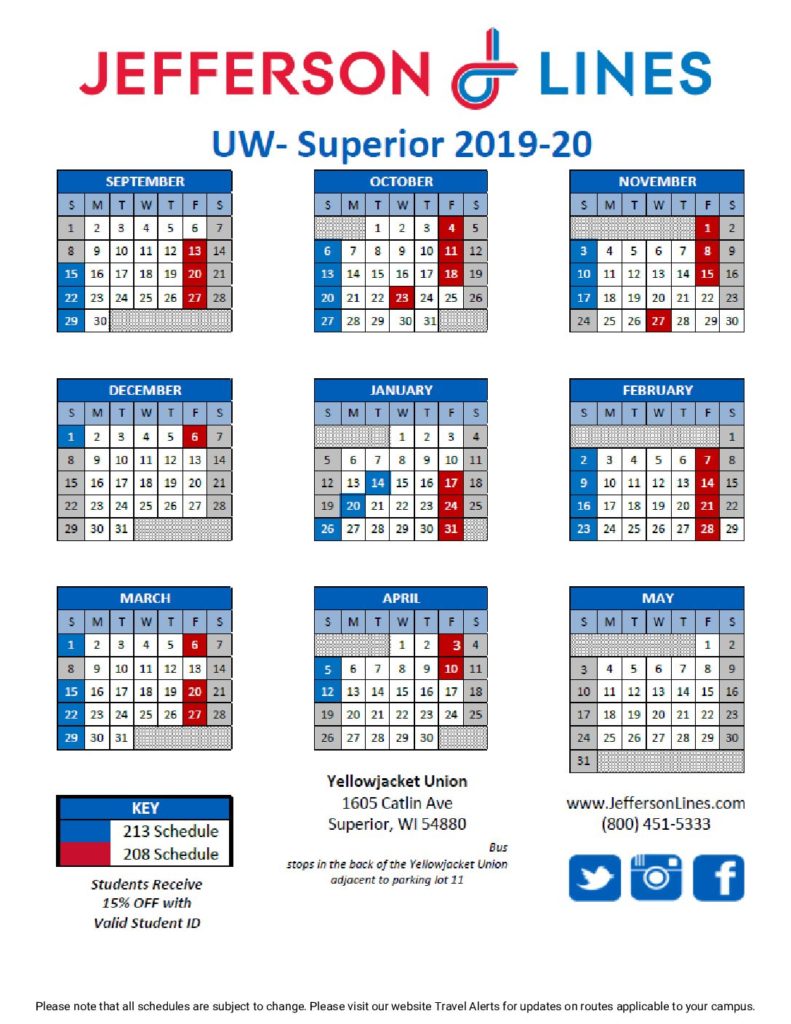 JEFFERSON LINES
UW- Superior 2019-20
SEPTEMBER
S M T W T F S
1 2 3 4 5 6 7
8 9 10 11 12 13 14
15 16 17 18 19 20 21
22 23 24 25 26 27 28
29 30
OCTOBER
S M T W T F S
1 2 3 4 5
6 7 8 9 10 11 12
13 14 15 16 17 18 19
20 21 22 23 24 25 26
27 28 29 30 31
NOVEMBER
S M T W T F S
1 2
3 4 5 6 7 8 9
10 11 12 13 14 15 16
17 18 19 20 21 22 23
24 25 26 27 28 29 30
DECEMBER
S M T W T F S
1 2 3 4 5 6 7
8 9 10 11 12 13 14
15 16 17 18 19 20 21
22 23 24 25 26 27 28
29 30 31
JANUARY
S M T W T F S
1 2 3 4
5 6 7 8 9 10 11
12 13 14 15 16 17 18
19 20 21 22 23 24 25
26 27 28 29 30 31
FEBRUARY
S M T W T F S
1
2 3 4 5 6 7 8
9 10 11 12 13 14 15
16 17 18 19 20 21 22
23 24 25 26 27 28 29
MARCH
S M T W T F S
1 2 3 4 5 6 7
8 9 10 11 12 13 14
15 16 17 18 19 20 21
22 23 24 25 26 27 28
29 30 31
APRIL
S M T W T F S
1 2 3 4
5 6 7 8 9 10 11
12 13 14 15 16 17 18
19 20 21 22 23 24 25
26 27 28 29 30
MAY
S M T W T F S
1 2
3 4 5 6 7 8 9
10 11 12 13 14 15 16
17 18 19 20 21 22 23
24 25 26 27 28 29 30
31
KEY
213 Schedule
208 Schedule
Students Receive
15% OFF with
Valid Student ID
Yellowjacket Union
1605 Catlin Ave
Superior, WI 54880
Bus
stops in the back of the Yellowjacket Union
adjacent to parking lot 11
www.JeffersonLines.com
(800) 451-5333
Please note that all schedules are subject to change. Please visit our website Travel Alerts for updates on routes applicable to your campus.